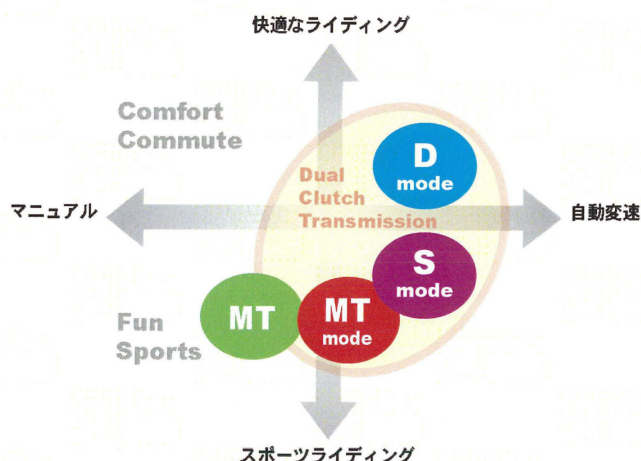 快適なライディング
Comfort
Commute
D
mode
Dual
Clutch
Transmission
マニュアル
自動変速
S
mode
MT
MT
mode
Fun
Sports
スポーツライディング